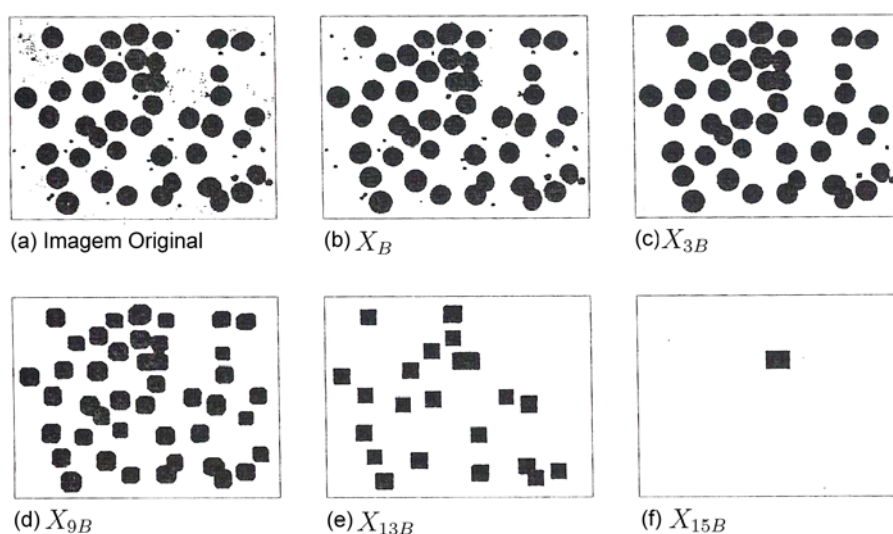 (a) Imagem Original
(b) X_B
(c) X_{3B}
(d) X_{9B}
(e) X_{13B}
(f) X_{15B}